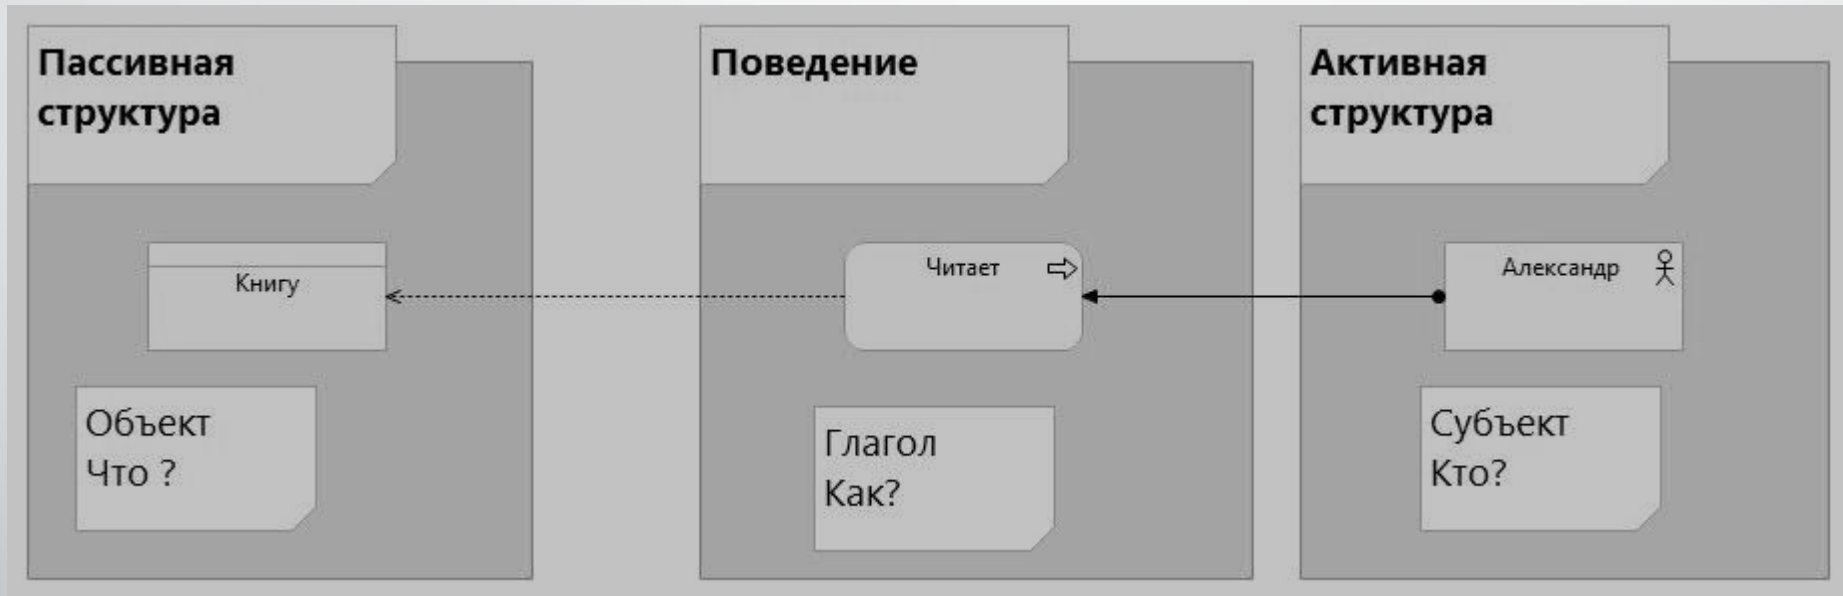 Пассивная
структура
Книгу
Объект
Что ?
Поведение
Читает
Глагол
Как?
Активная
структура
Александр
Субъект
Кто?